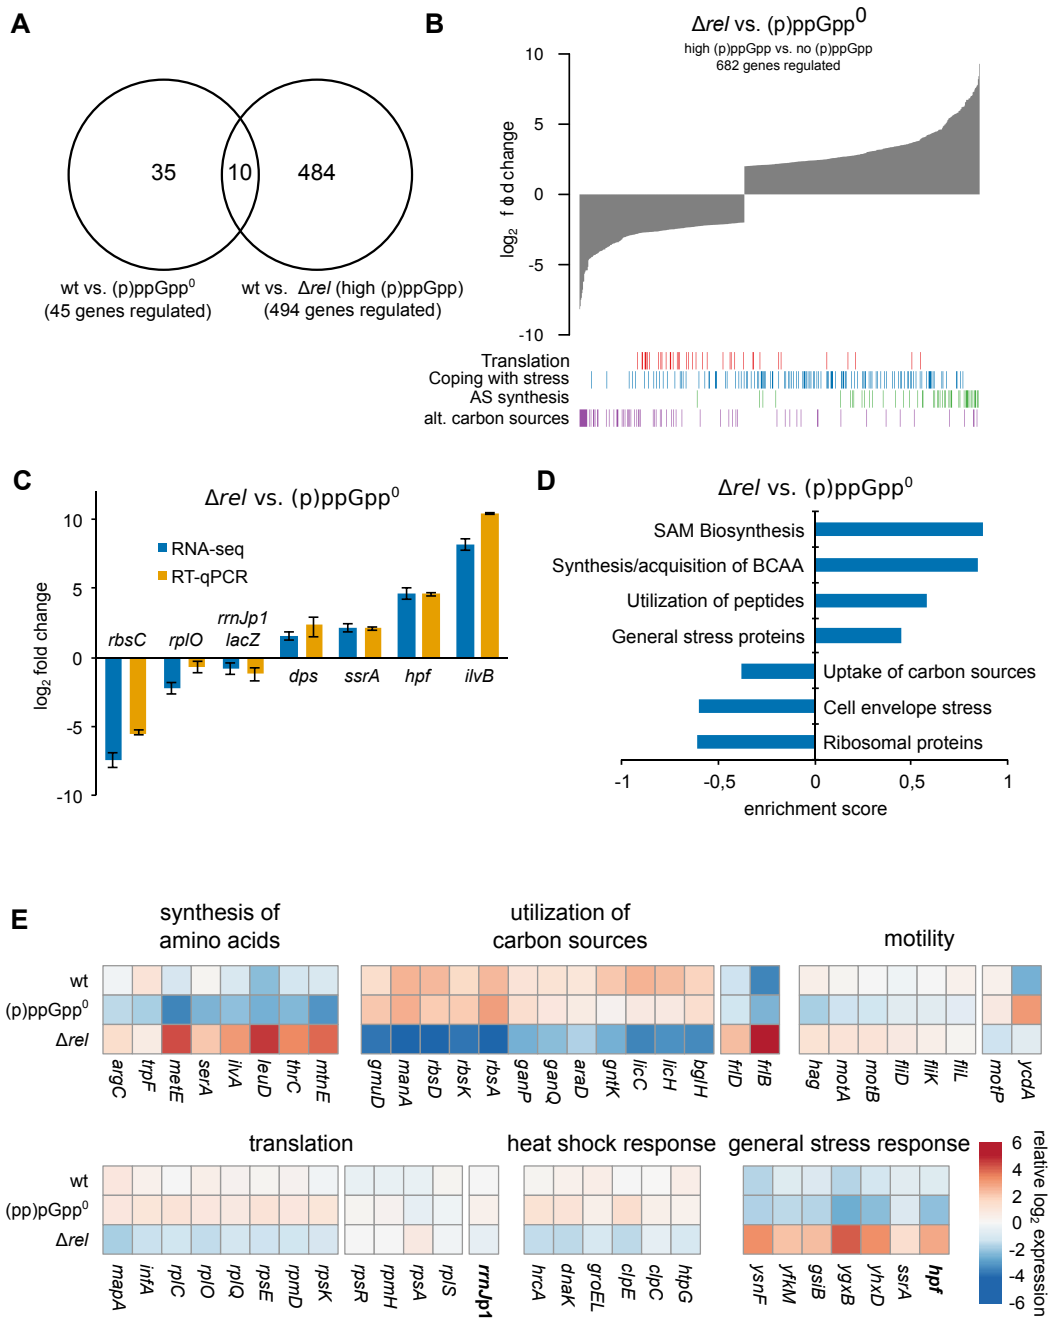 A
35
10
484
wt vs. (p)ppGpp⁰
(45 genes regulated)
wt vs. Δrel (high (p)ppGpp)
(494 genes regulated)
B
Δrel vs. (p)ppGpp⁰
high (p)ppGpp vs. no (p)ppGpp
682 genes regulated
log₂ fold change
10
5
0
-5
-10
Translation
Coping with stress
AS synthesis
alt. carbon sources
C
Δrel vs. (p)ppGpp⁰
RNA-seq
RT-qPCR
log₂ fold change
10
5
0
-5
-10
rbsC
rplO
rrnJp1
lacZ
dps
ssrA
hpf
ilvB
D
Δrel vs. (p)ppGpp⁰
SAM Biosynthesis
Synthesis/acquisition of BCAA
Utilization of peptides
General stress proteins
Uptake of carbon sources
Cell envelope stress
Ribosomal proteins
-1
-0,5
0
0,5
1
enrichment score
E
synthesis of
amino acids
utilization of
carbon sources
motility
wt
(p)ppGpp⁰
Δrel
argC
trpF
metE
serA
ilvA
leuD
thrC
mtnE
gmuD
manA
rbsD
rbsK
rbsA
ganP
ganQ
araD
gntK
licC
licH
bglH
frlD
frlB
hag
motA
motB
fliD
fliK
fliL
motP
ycdA
translation
heat shock response
general stress response
wt
(pp)pGpp⁰
Δrel
mapA
infA
rplC
rplO
rplQ
rpsE
rpmD
rpsK
rpsR
rpmH
rpsA
rplS
rrnJp1
hrcA
dnaK
groEL
clpE
clpC
htpG
ysnF
yfkM
gsiB
ygxB
yhxD
ssrA
hpf
6
4
2
0
-2
-4
-6
relative log₂ expression